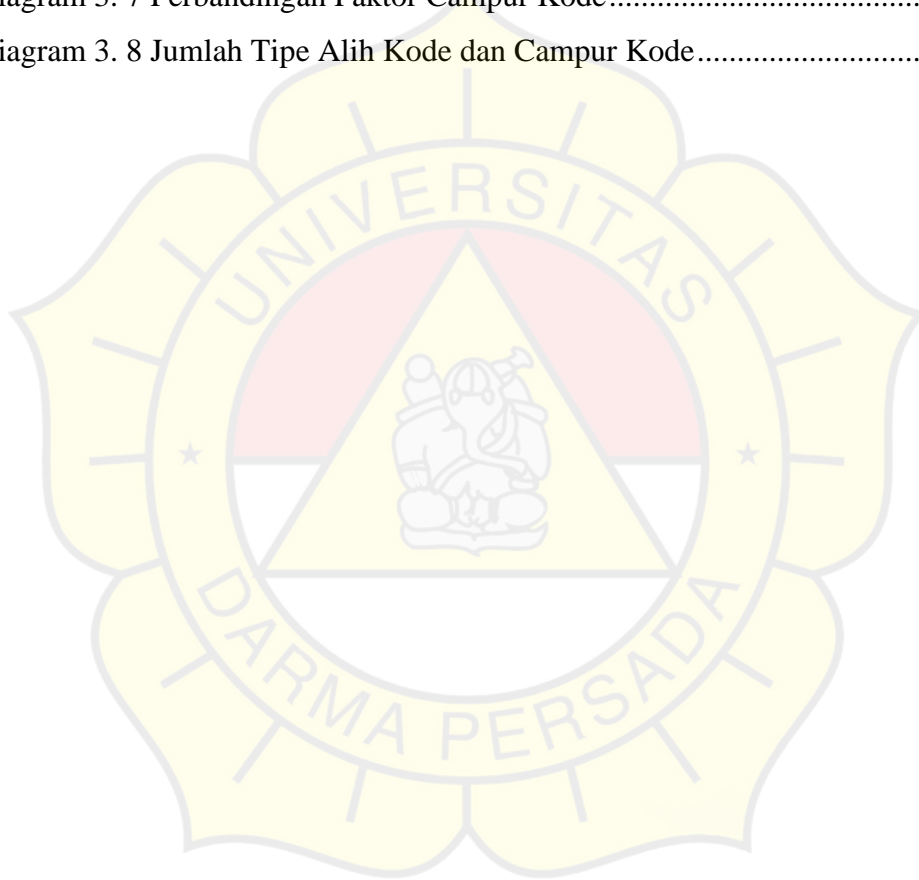 iagram 3. 7 Perbandingan Faktor Campur Kode....................................
iagram 3. 8 Jumlah Tipe Alih Kode dan Campur Kode............................
UNIVERSITAS
DARMA PERSADA